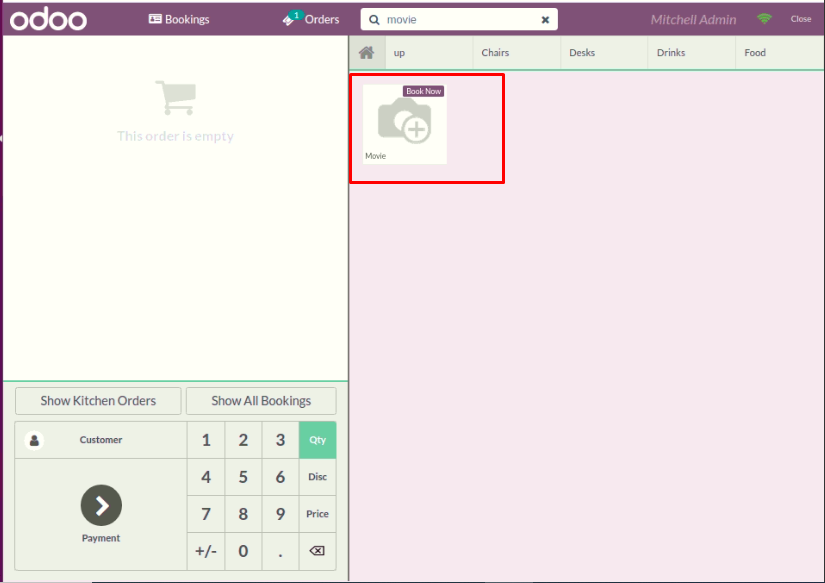 odoo
Bookings
1
Orders
movie
Mitchell Admin
Close
up
Chairs
Desks
Drinks
Food
This order is empty
Book Now
Movie
Show Kitchen Orders
Show All Bookings
Customer
1 2 3 Qty
4 5 6 Disc
Payment
7 8 9 Price
+/- 0 .